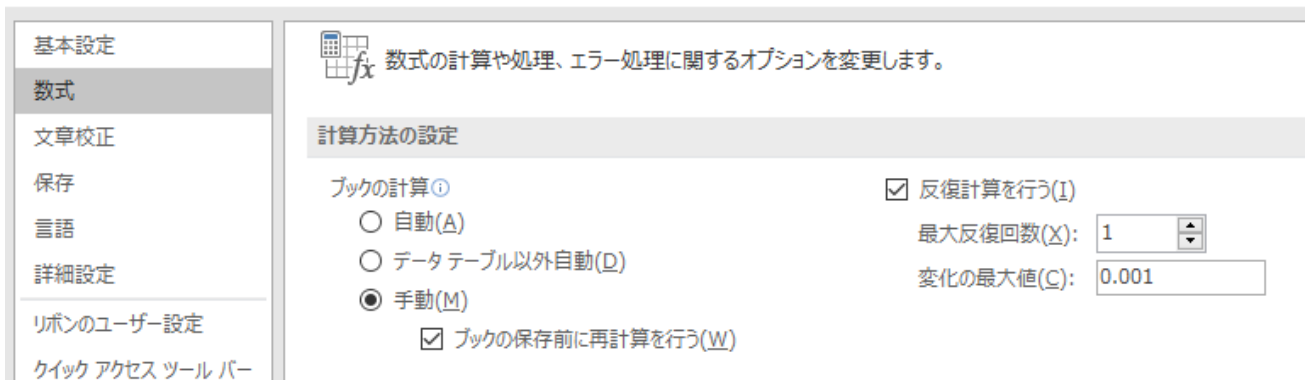 基本設定
数式
文章校正
保存
言語
詳細設定
リボンのユーザー設定
クイック アクセス ツール バー
fx 数式の計算や処理、エラー処理に関するオプションを変更します。
計算方法の設定
ブックの計算
自動(A)
データ テーブル以外自動(D)
手動(M)
ブックの保存前に再計算を行う(W)
反復計算を行う(I)
最大反復回数(X): 1
変化の最大値(C): 0.001